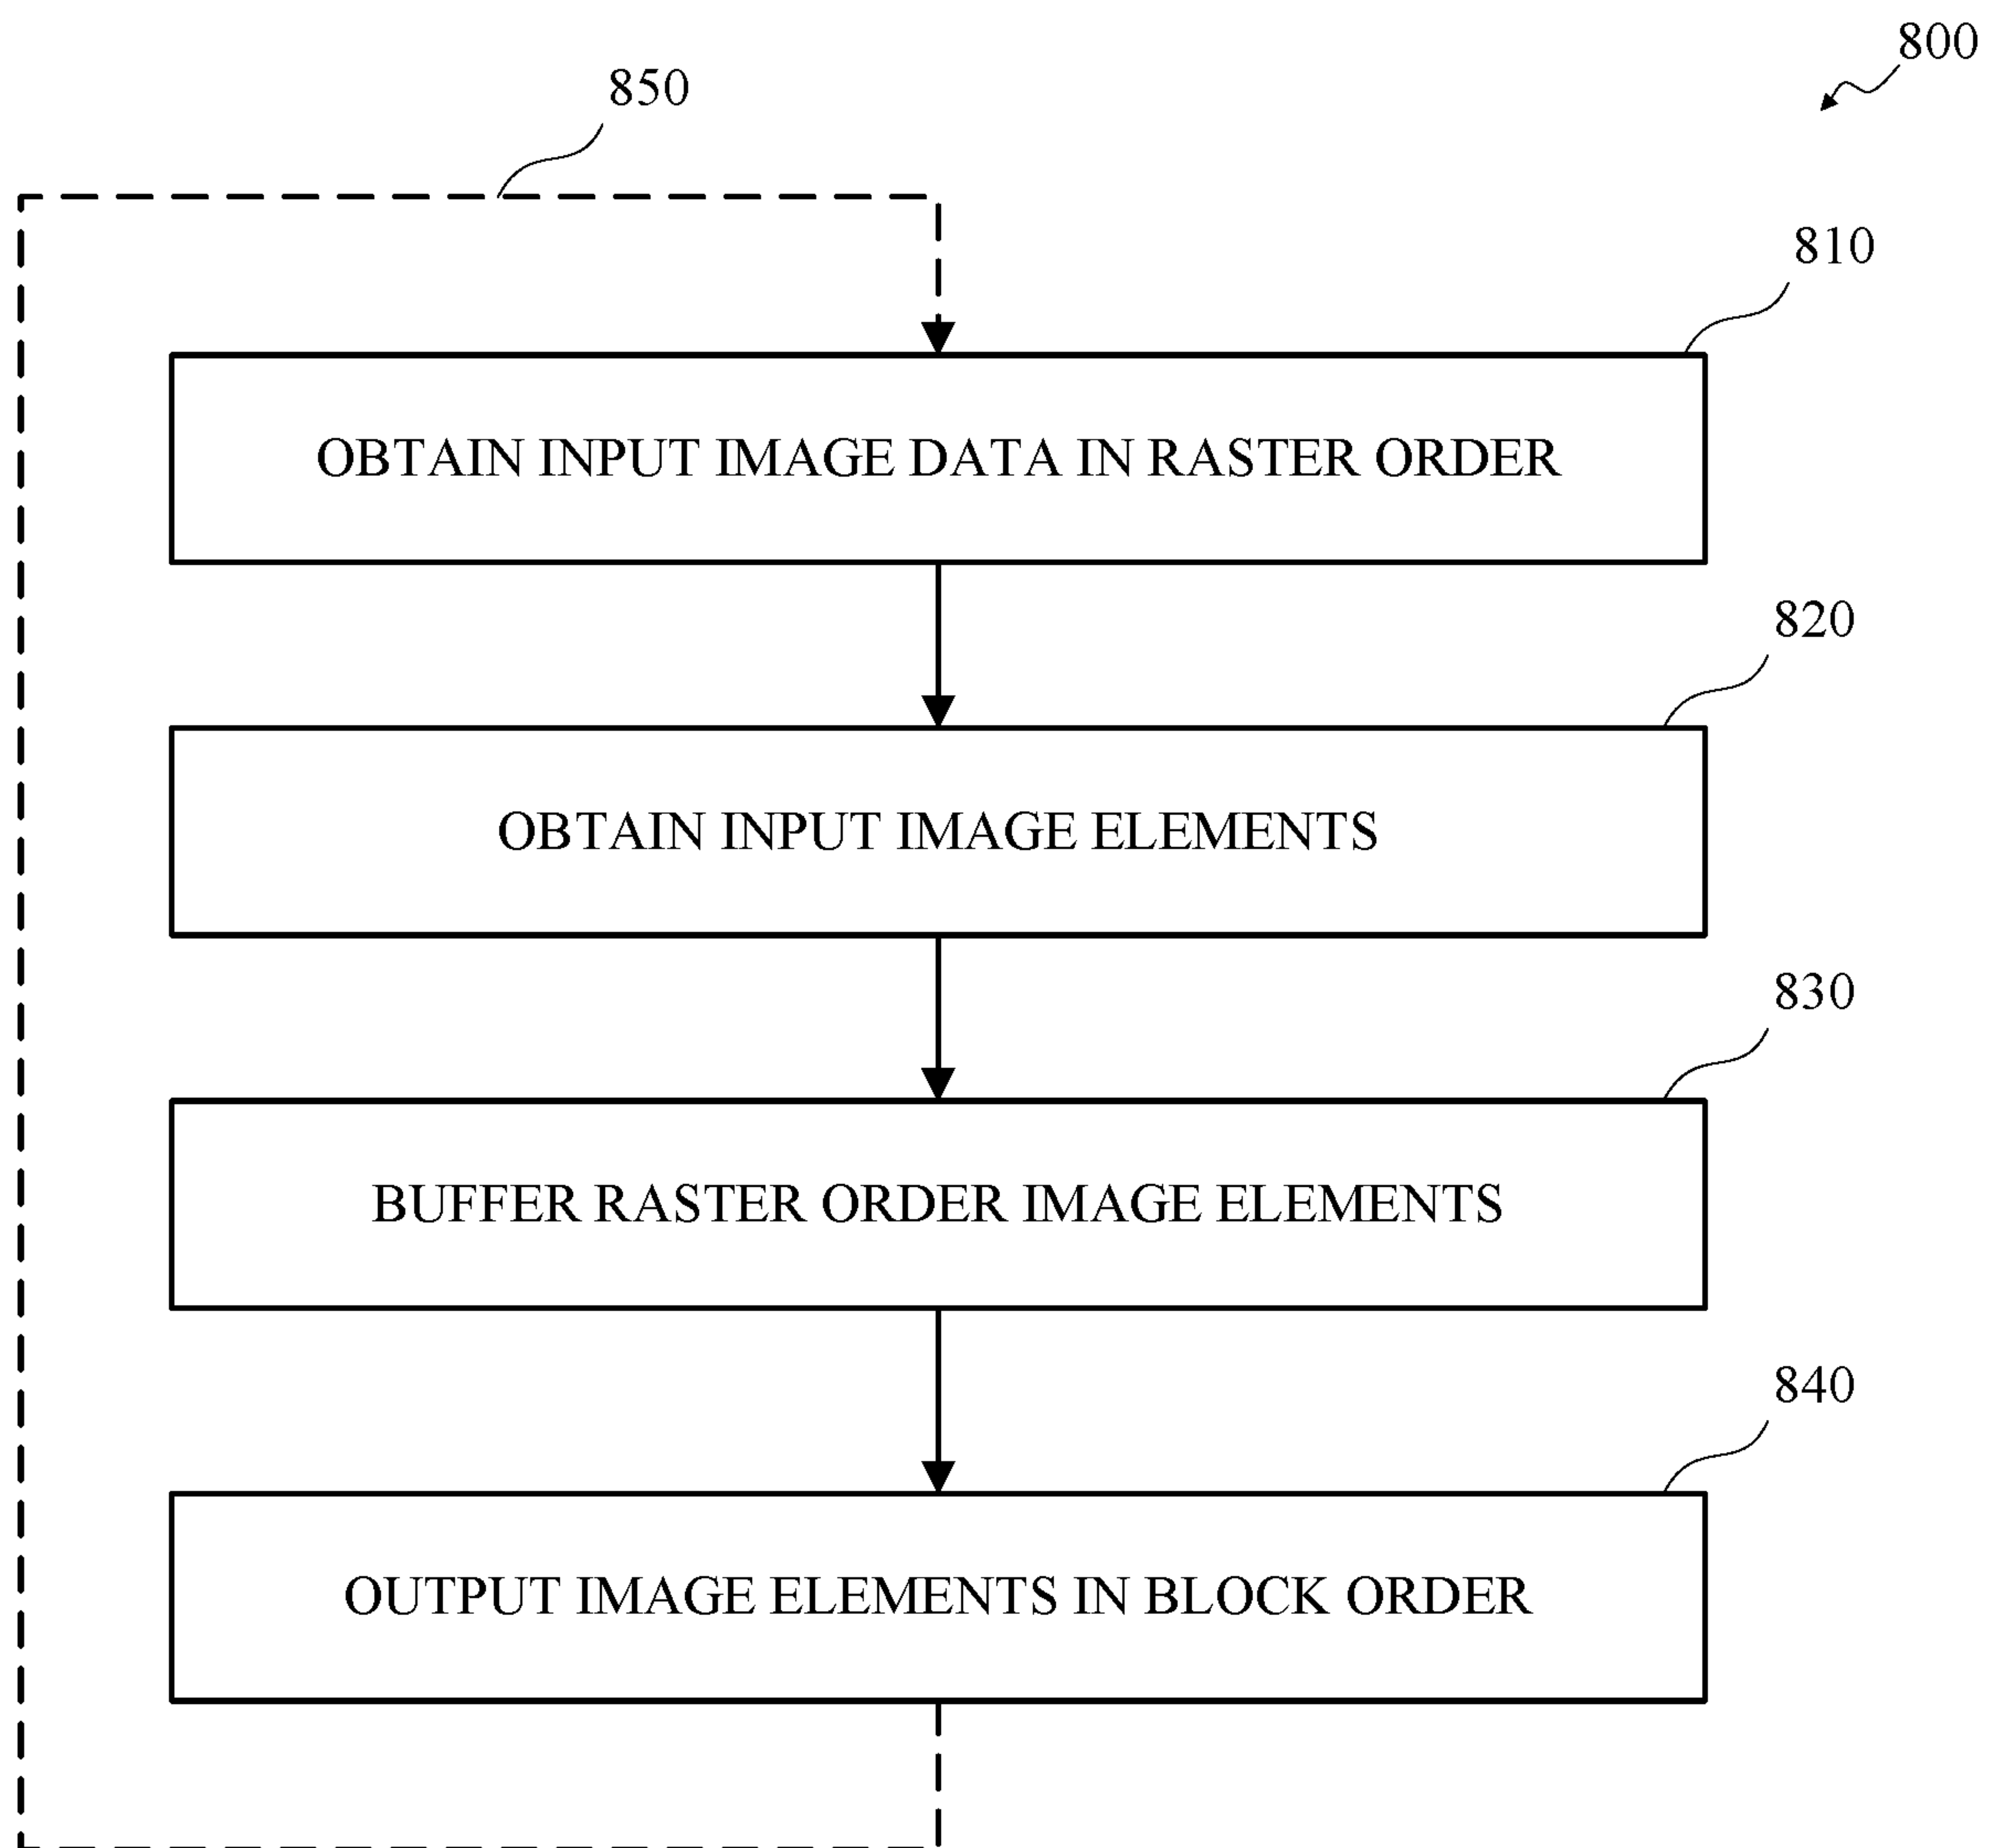 800
850
810
OBTAIN INPUT IMAGE DATA IN RASTER ORDER
820
OBTAIN INPUT IMAGE ELEMENTS
830
BUFFER RASTER ORDER IMAGE ELEMENTS
840
OUTPUT IMAGE ELEMENTS IN BLOCK ORDER